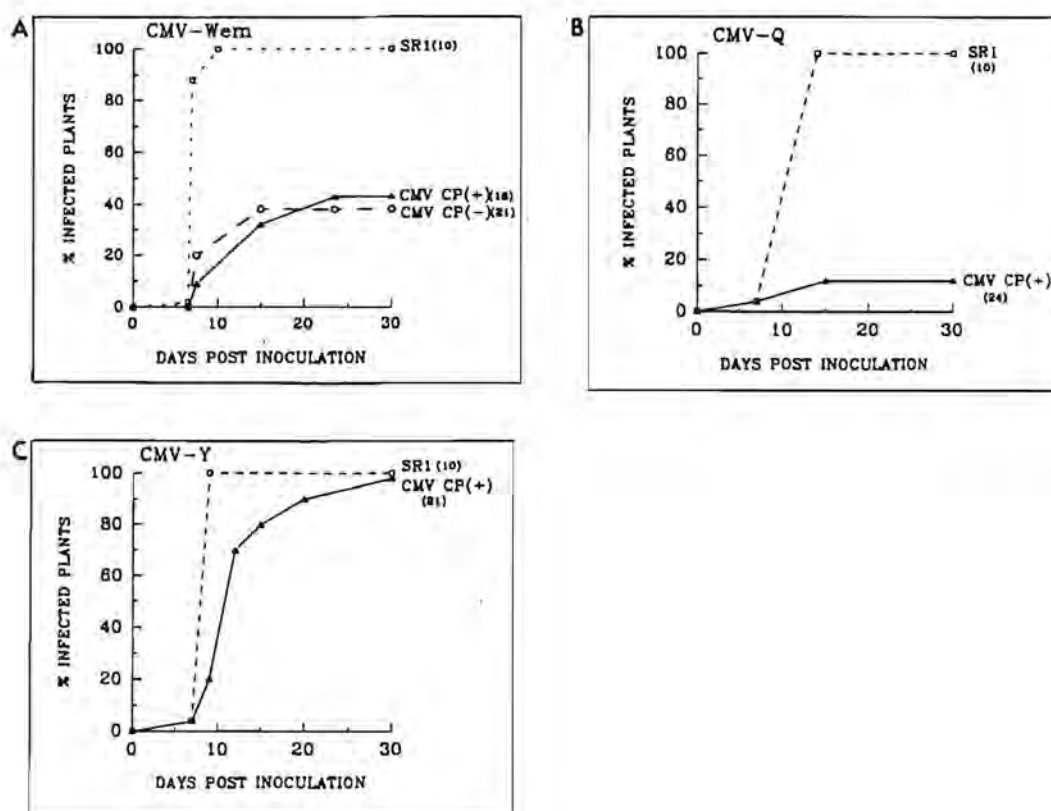 A
CMV-Wem
100
80
60
40
20
0
% INFECTED PLANTS
SR1(10)
CMV CP(+)(18)
CMV CP(-)(21)
0 10 20 30
DAYS POST INOCULATION
B
CMV-Q
100
80
60
40
20
0
% INFECTED PLANTS
SR1
(10)
CMV CP(+)
(24)
0 10 20 30
DAYS POST INOCULATION
C
CMV-Y
100
80
60
40
20
0
% INFECTED PLANTS
SR1(10)
CMV CP(+)
(21)
0 10 20 30
DAYS POST INOCULATION